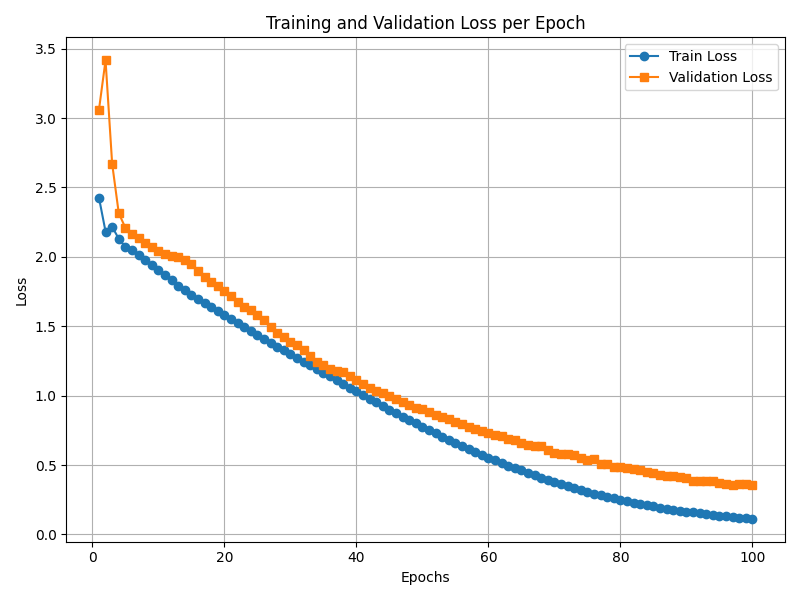 Training and Validation Loss per Epoch
Train Loss
Validation Loss
3.5
3.0
2.5
2.0
1.5
1.0
0.5
0.0
Loss
0 20 40 60 80 100
Epochs